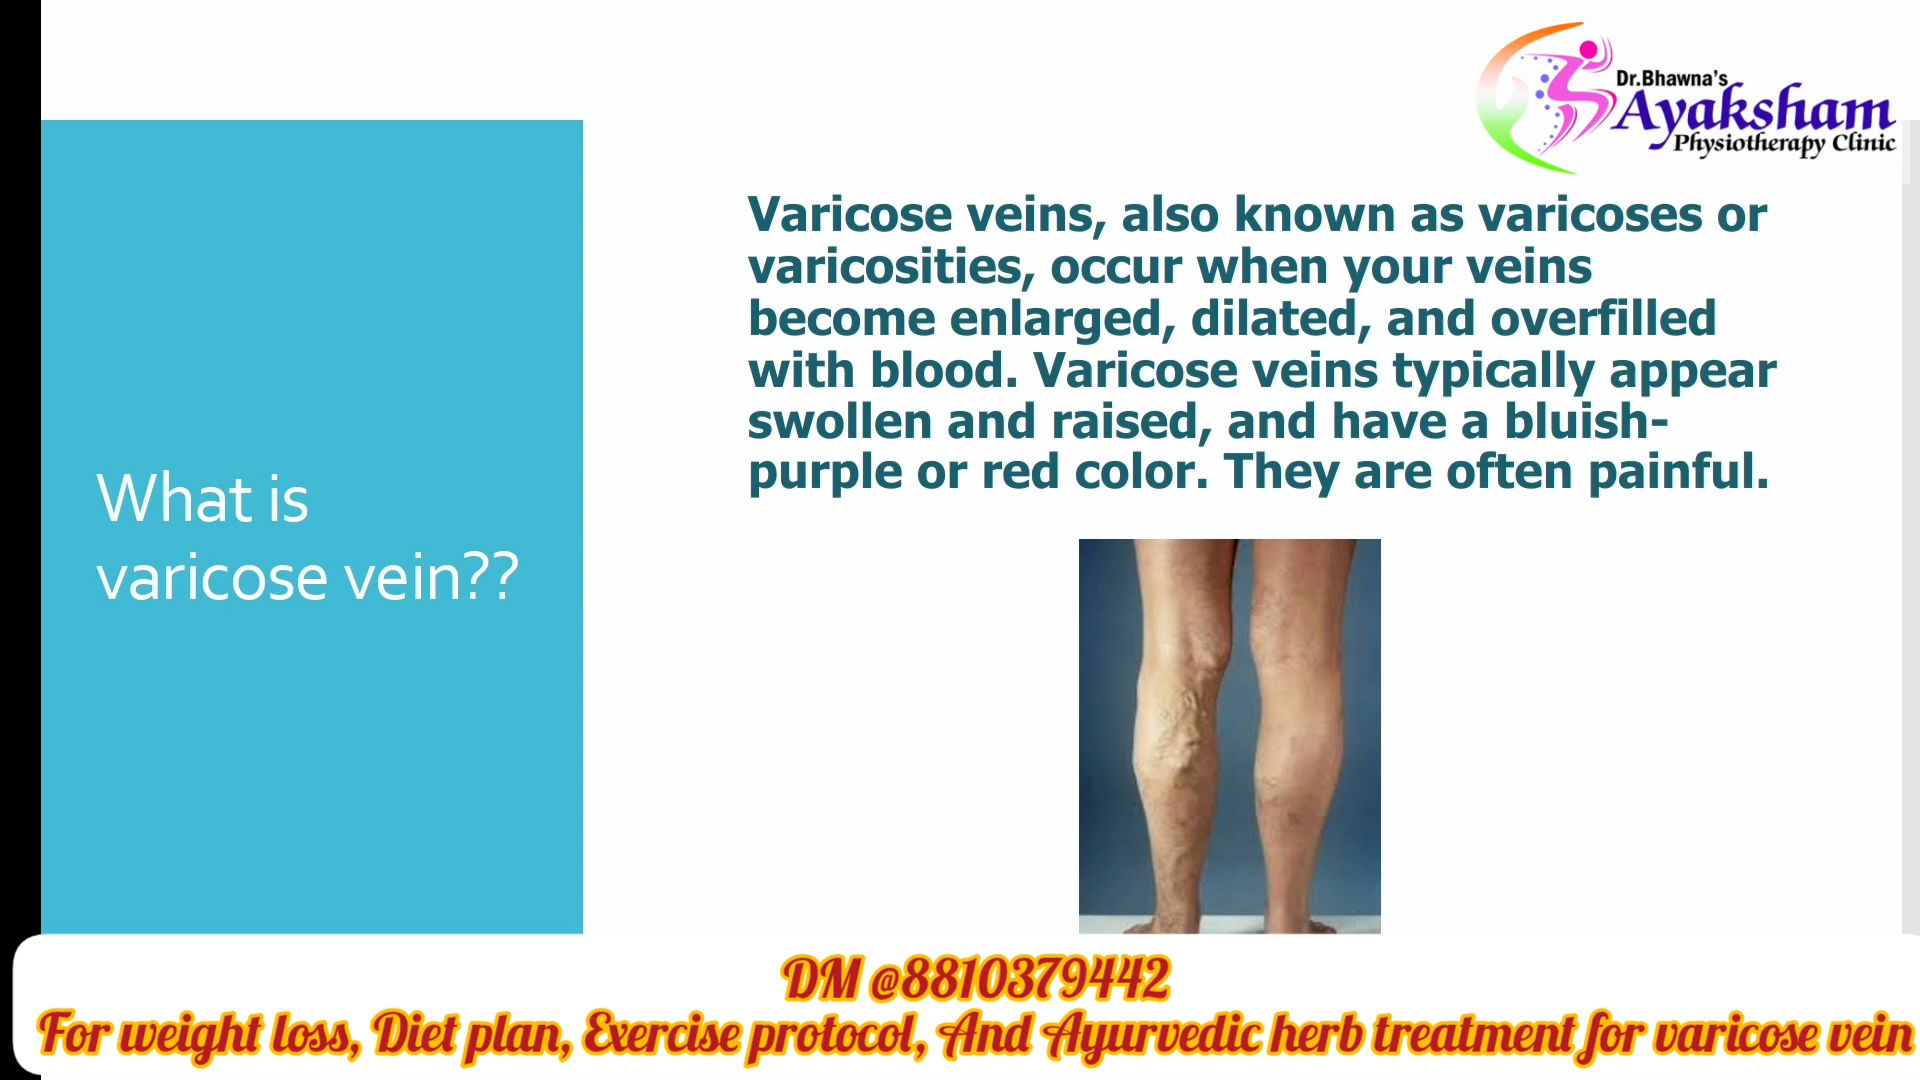 Dr.Bhawna's
Ayaksham
Physiotherapy Clinic
What is
varicose vein??
Varicose veins, also known as varicoses or
varicosities, occur when your veins
become enlarged, dilated, and overfilled
with blood. Varicose veins typically appear
swollen and raised, and have a bluish-
purple or red color. They are often painful.
DM @8810379442
For weight loss, Diet plan, Exercise protocol, And Ayurvedic herb treatment for varicose vein